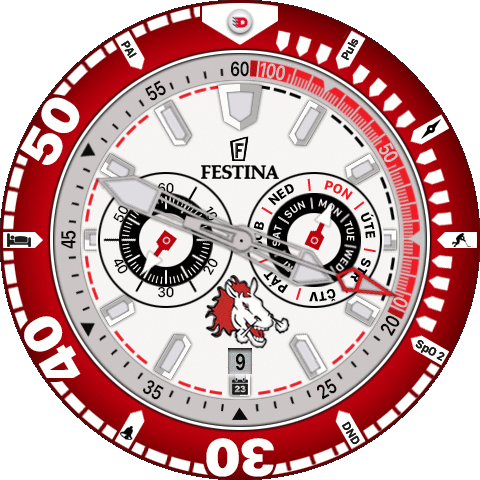 60
100
Puls
50
SpO 2
20
DND
25
30
35
40
45
50
55
PAI
F
FESTINA
60
10
20
30
40
50
NED
PON
ÚTE
STŘ
ČTV
PÁT
SUN
MON
TUE
WED
SAT
9
23